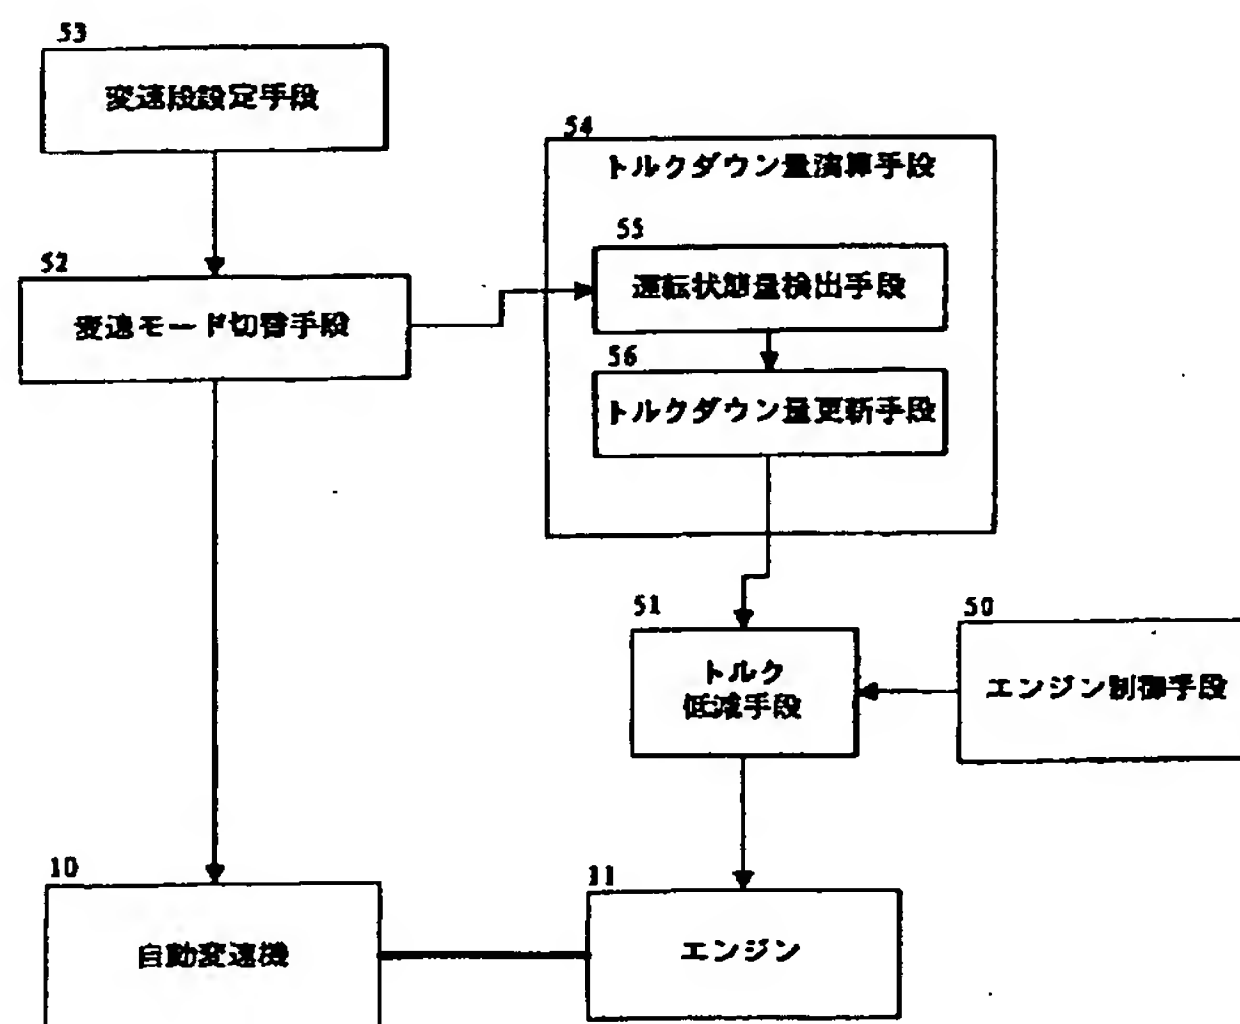 53
変速段設定手段
54
トルクダウン量演算手段
52
変速モード切替手段
55
運転状態量検出手段
56
トルクダウン量更新手段
51
トルク
低減手段
50
エンジン制御手段
10
自動変速機
11
エンジン